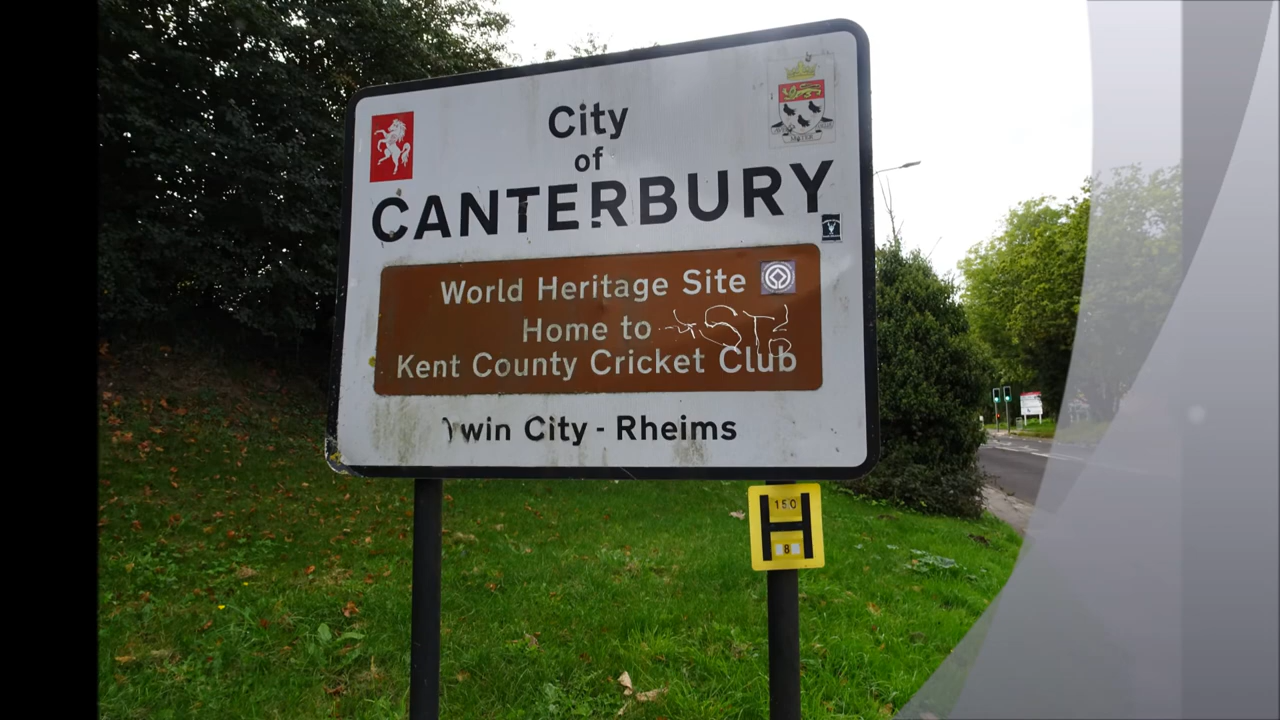 City
of
CANTERBURY
World Heritage Site
Home to
Kent County Cricket Club
Twin City - Rheims
150
H
8